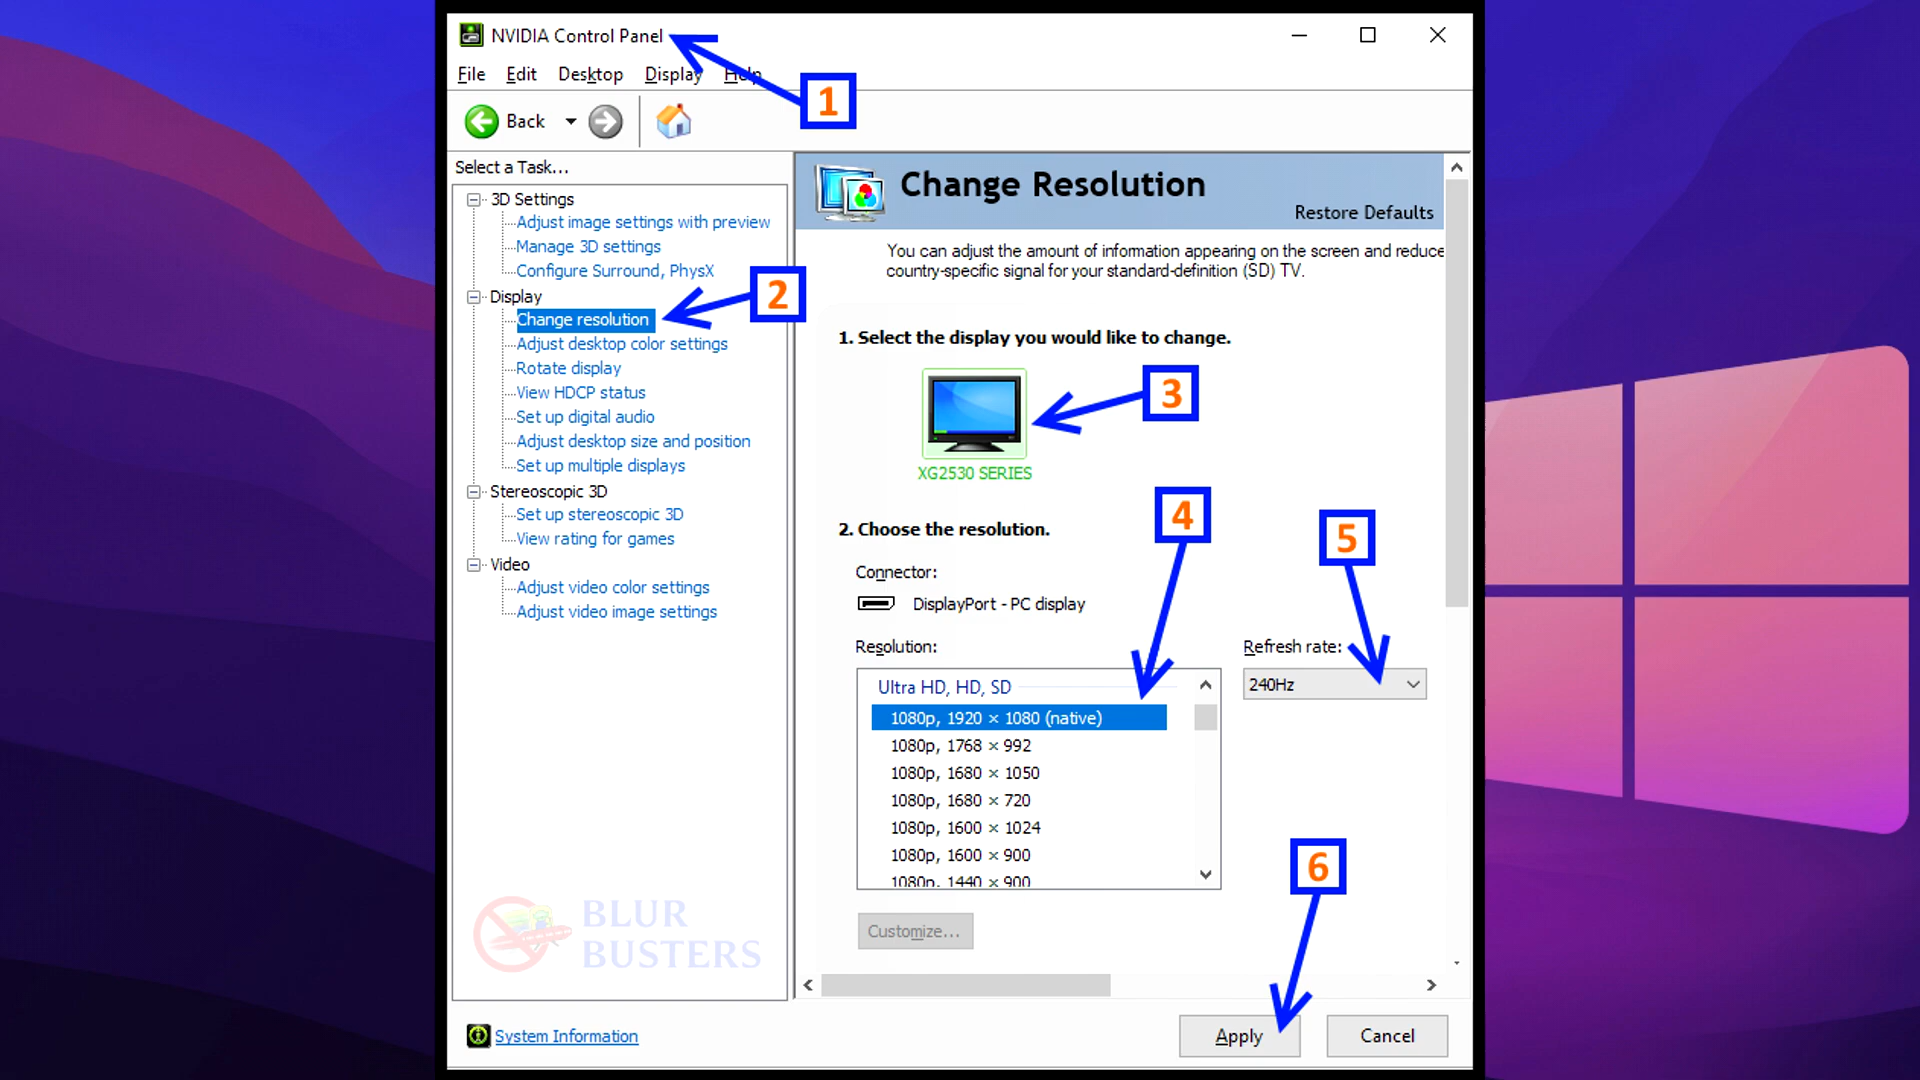 NVIDIA Control Panel
File Edit Desktop Display Help
1
Back
Select a Task...
3D Settings
Adjust image settings with preview
Manage 3D settings
Configure Surround, PhysX
2
Display
Change resolution
Adjust desktop color settings
Rotate display
View HDCP status
Set up digital audio
Adjust desktop size and position
Set up multiple displays
Stereoscopic 3D
Set up stereoscopic 3D
View rating for games
Video
Adjust video color settings
Adjust video image settings
BLUR
BUSTERS
System Information
Change Resolution
Restore Defaults
You can adjust the amount of information appearing on the screen and reduce
country-specific signal for your standard-definition (SD) TV.
1. Select the display you would like to change.
3
XG2530 SERIES
4
2. Choose the resolution.
5
Connector:
DisplayPort - PC display
Resolution:
Refresh rate:
Ultra HD, HD, SD
240Hz
1080p, 1920 × 1080 (native)
1080p, 1768 × 992
1080p, 1680 × 1050
1080p, 1680 × 720
1080p, 1600 × 1024
1080p, 1600 × 900
1080p, 1440 × 900
6
Customize...
Apply
Cancel